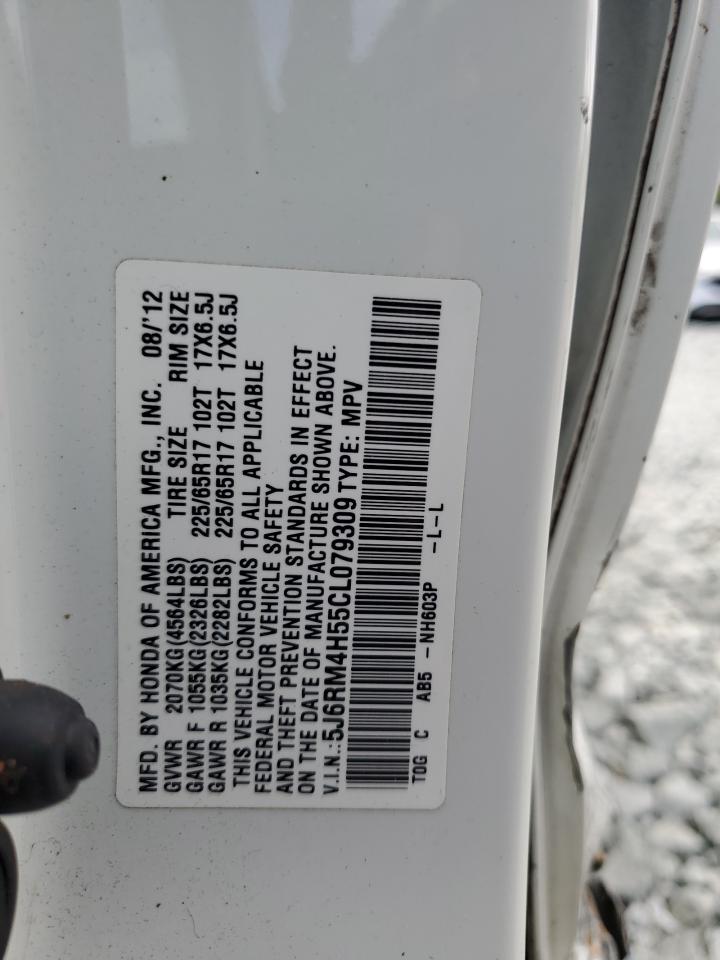 MFD. BY HONDA OF AMERICA MFG., INC. 08/'12
GVWR 2070KG(4564LBS) TIRE SIZE RIM SIZE
GAWR F 1055KG(2326LBS) 225/65R17 102T 17X6.5J
GAWR R 1035KG(2282LBS) 225/65R17 102T 17X6.5J
THIS VEHICLE CONFORMS TO ALL APPLICABLE
FEDERAL MOTOR VEHICLE SAFETY
AND THEFT PREVENTION STANDARDS IN EFFECT
ON THE DATE OF MANUFACTURE SHOWN ABOVE.
V.I.N.:5J6RM4H55CL079309 TYPE: MPV
T0G C AB5 -NH603P -L-L